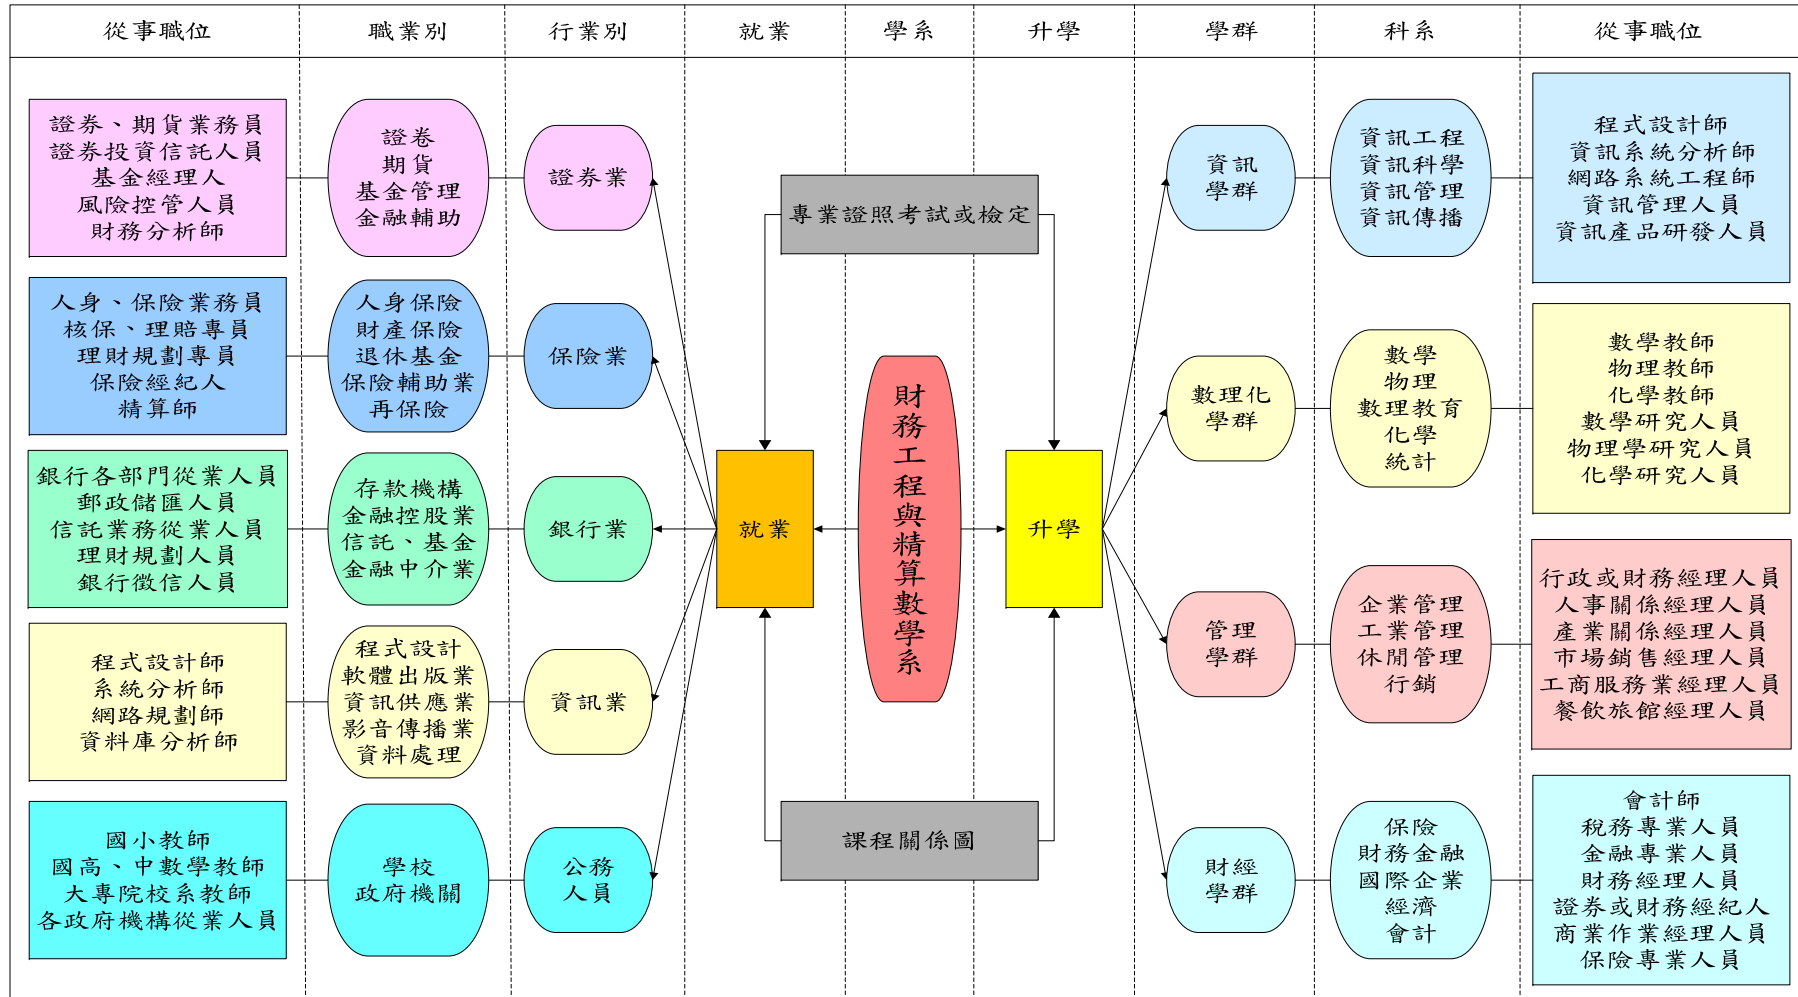 從事職位
職業別
行業別
就業
學系
升學
學群
科系
從事職位
證券、期貨業務員
證券投資信託人員
基金經理人
風險控管人員
財務分析師
證卷
期貨
基金管理
金融輔助
證券業
人身、保險業務員
核保、理賠專員
理財規劃專員
保險經紀人
精算師
人身保險
財產保險
退休基金
保險輔助業
再保險
保險業
銀行各部門從業人員
郵政儲匯人員
信託業務從業人員
理財規劃人員
銀行徵信人員
存款機構
金融控股業
信託、基金
金融中介業
銀行業
程式設計師
系統分析師
網路規劃師
資料庫分析師
程式設計
軟體出版業
資訊供應業
影音傳播業
資料處理
資訊業
國小教師
國高、中數學教師
大專院校系教師
各政府機構從業人員
學校
政府機關
公務
人員
就業
專業證照考試或檢定
財務工程與精算數學系
課程關係圖
升學
資訊
學群
資訊工程
資訊科學
資訊管理
資訊傳播
程式設計師
資訊系統分析師
網路系統工程師
資訊管理人員
資訊產品研發人員
數理化
學群
數學
物理
數理教育
化學
統計
數學教師
物理教師
化學教師
數學研究人員
物理學研究人員
化學研究人員
管理
學群
企業管理
工業管理
休閒管理
行銷
行政或財務經理人員
人事關係經理人員
產業關係經理人員
市場銷售經理人員
工商服務業經理人員
餐飲旅館經理人員
財經
學群
保險
財務金融
國際企業
經濟
會計
會計師
稅務專業人員
金融專業人員
財務經理人員
證券或財務經紀人
商業作業經理人員
保險專業人員